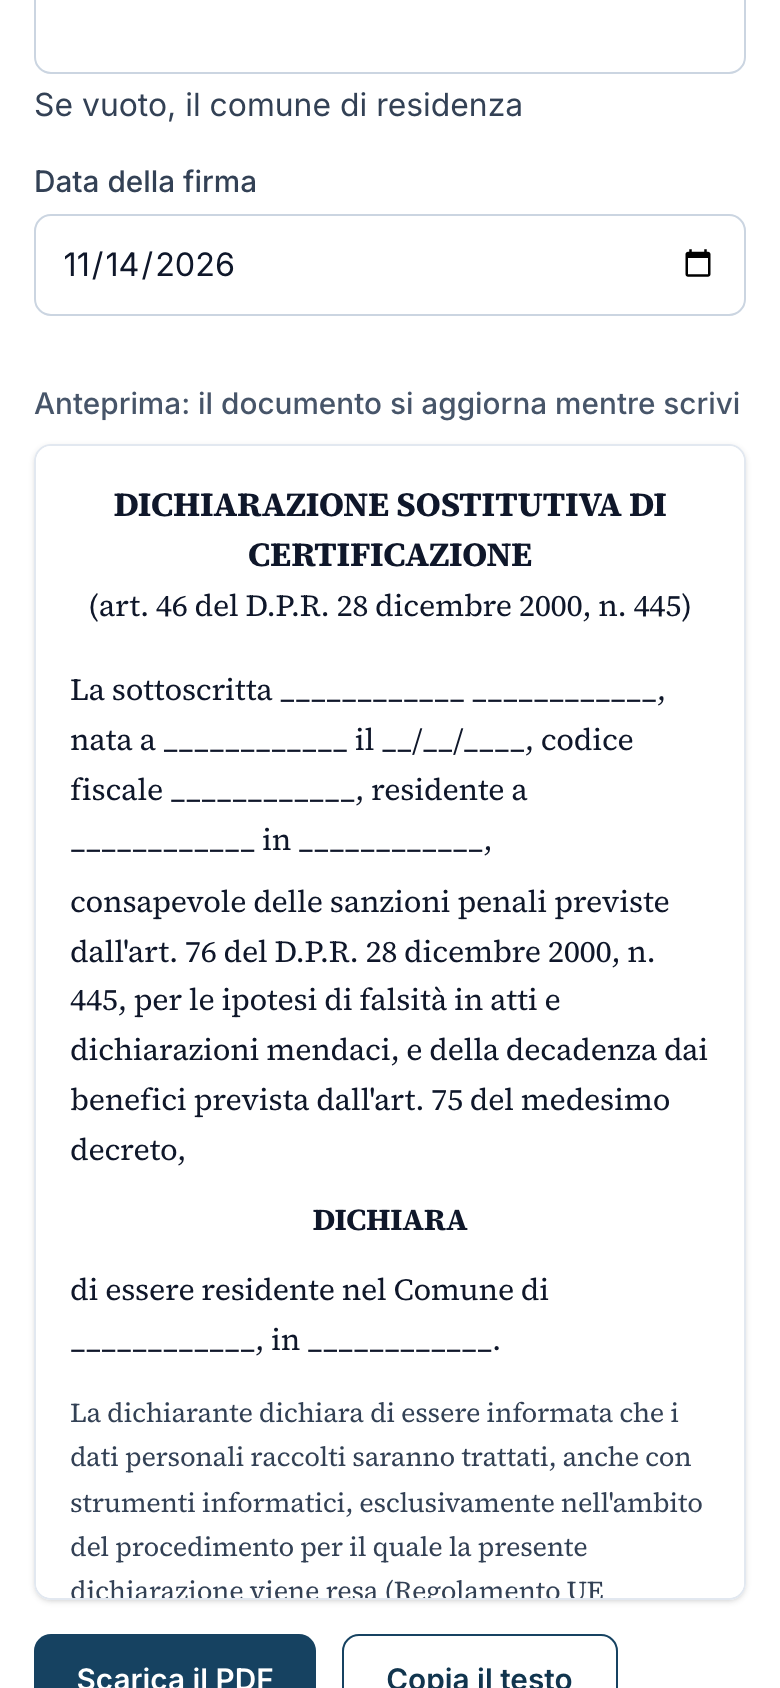 Se vuoto, il comune di residenza
Data della firma
11/14/2026
Anteprima: il documento si aggiorna mentre scrivi
DICHIARAZIONE SOSTITUTIVA DI
CERTIFICAZIONE
(art. 46 del D.P.R. 28 dicembre 2000, n. 445)
La sottoscritta ____________ ____________,
nata a ____________ il __/__/____, codice
fiscale ____________, residente a
____________ in ____________,
consapevole delle sanzioni penali previste
dall'art. 76 del D.P.R. 28 dicembre 2000, n.
445, per le ipotesi di falsità in atti e
dichiarazioni mendaci, e della decadenza dai
benefici prevista dall'art. 75 del medesimo
decreto,
DICHIARA
di essere residente nel Comune di
____________, in ____________.
La dichiarante dichiara di essere informata che i
dati personali raccolti saranno trattati, anche con
strumenti informatici, esclusivamente nell'ambito
del procedimento per il quale la presente
dichiarazione viene resa (Regolamento UE
Scarica il PDF
Copia il testo